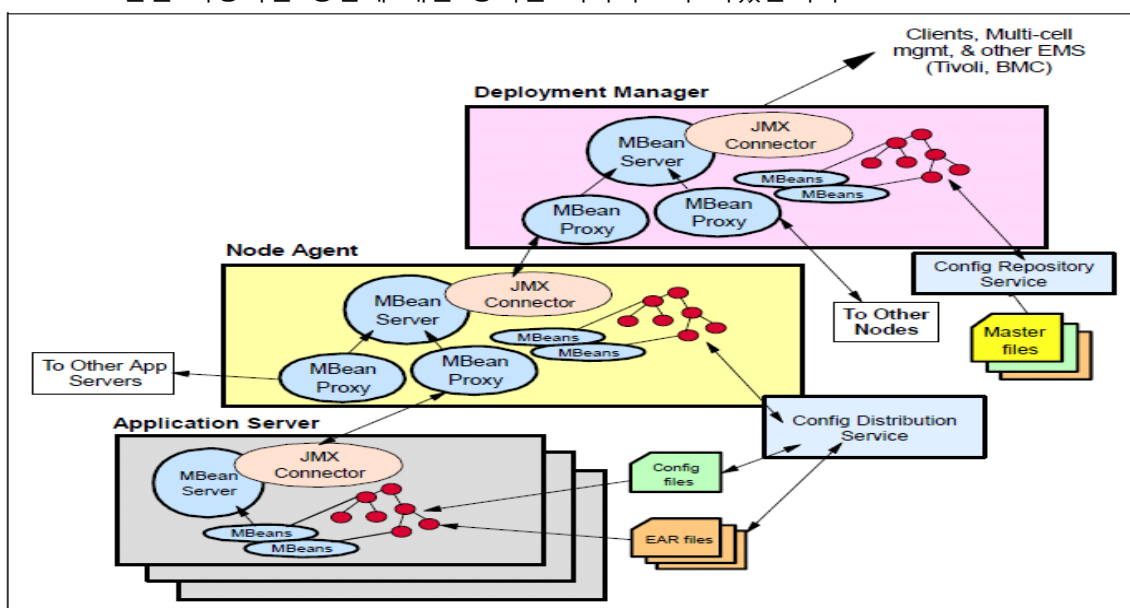 Clients, Multi-cell
mgmt, & other EMS
(Tivoli, BMC)
Deployment Manager
MBean
Server
JMX
Connector
MBeans
MBeans
MBean
Proxy
MBean
Proxy
Config Repository
Service
Master
files
To Other
Nodes
Node Agent
MBean
Server
JMX
Connector
MBeans
MBeans
MBean
Proxy
MBean
Proxy
To Other App
Servers
Config Distribution
Service
Application Server
MBean
Server
JMX
Connector
MBeans
MBeans
Config
files
EAR files